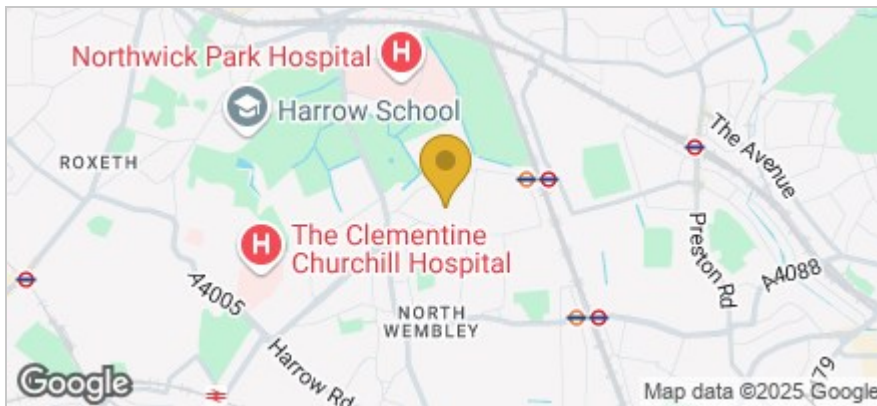 Northwick Park Hospital
H
Harrow School
ROXETH
The Avenue
H
The Clementine
Churchill Hospital
Preston Rd
A4088
A4005
NORTH
WEMBLEY
Harrow Rd
79
Google
Map data ©2025 Google